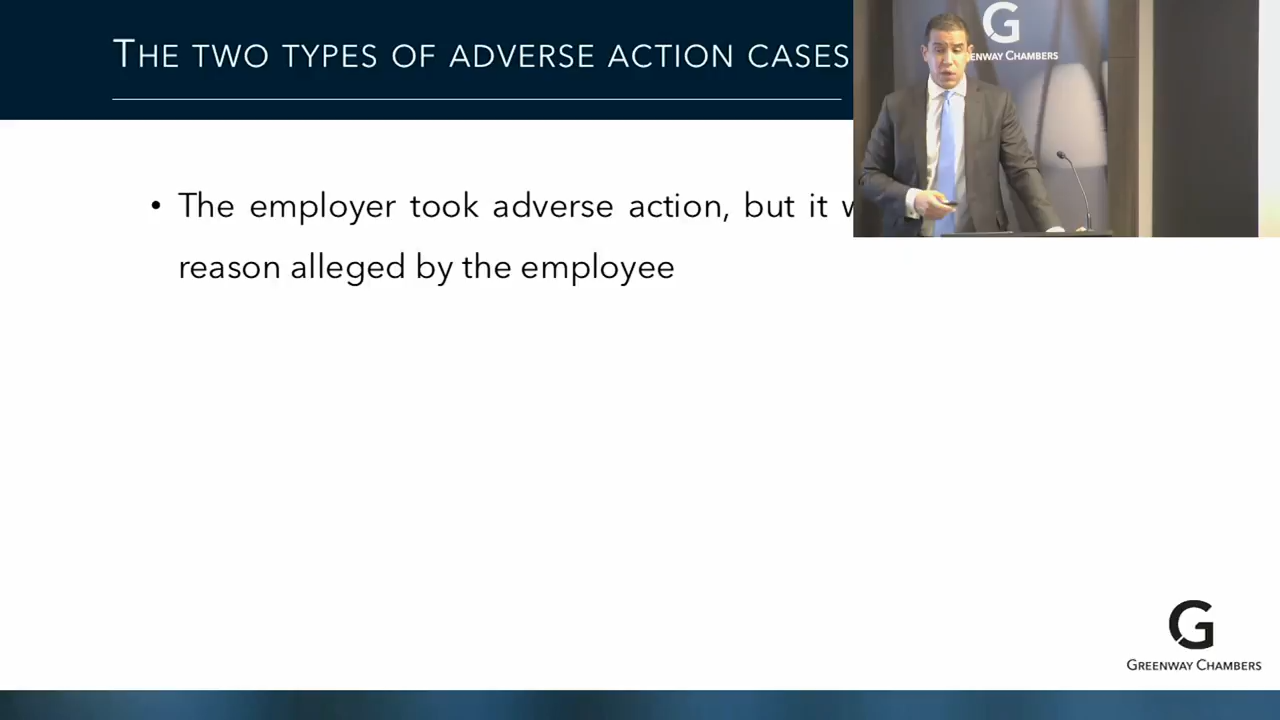 THE TWO TYPES OF ADVERSE ACTION CASES
G
ENWAY CHAMBERS
• The employer took adverse action, but it
reason alleged by the employee
G
GREENWAY CHAMBERS